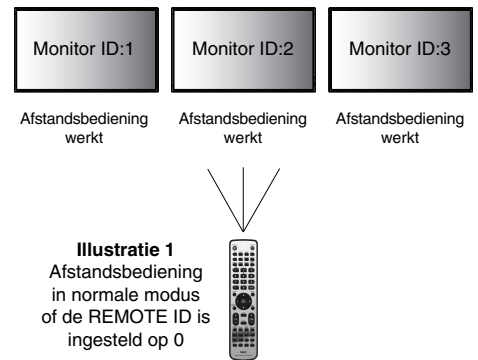 Monitor ID:1 Monitor ID:2 Monitor ID:3
Afstandsbediening werkt
Afstandsbediening werkt
Afstandsbediening werkt
Illustratie 1
Afstandsbediening
in normale modus
of de REMOTE ID is
ingesteld op 0